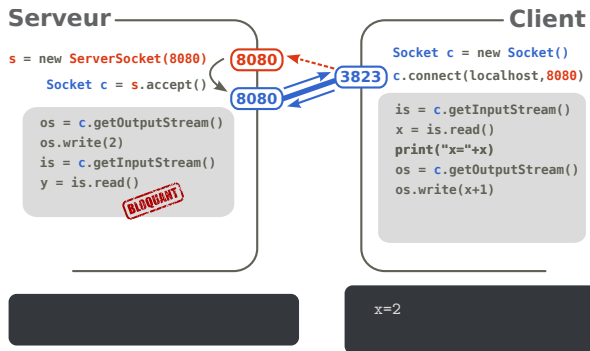 Serveur
s = new ServerSocket(8080)
Socket c = s.accept()
os = c.getOutputStream()
os.write(2)
is = c.getInputStream()
y = is.read()
BLOQUANT
8080
8080
3823
Client
Socket c = new Socket()
c.connect(localhost,8080)
is = c.getInputStream()
x = is.read()
print("x="+x)
os = c.getOutputStream()
os.write(x+1)
x=2